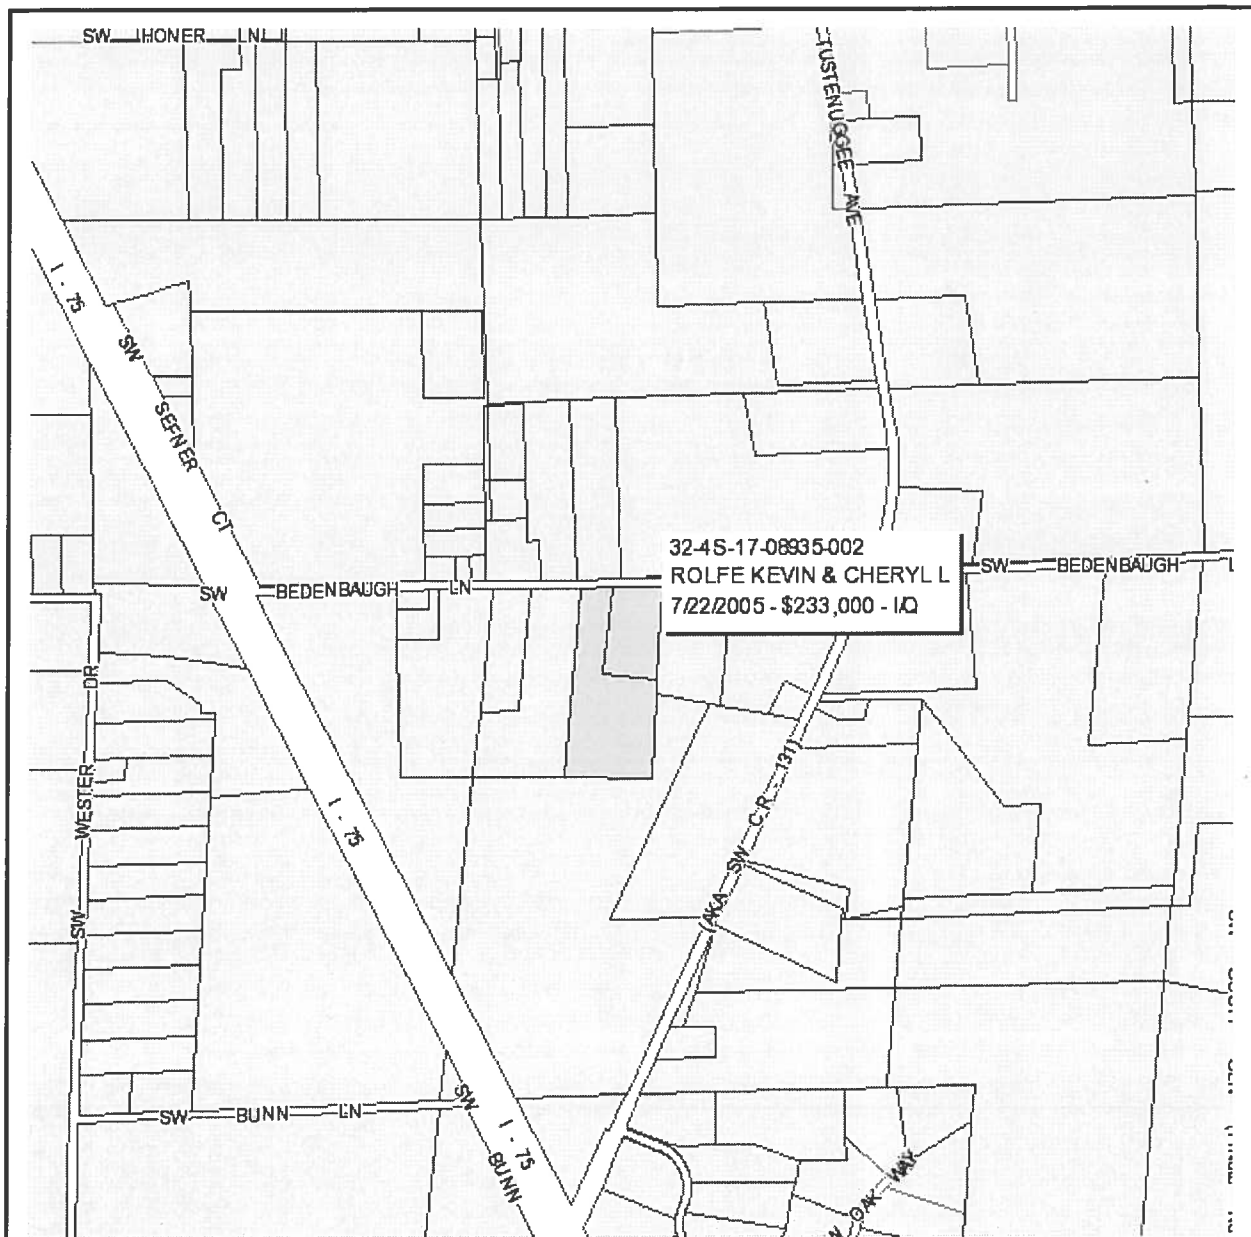 SW IHONER LN
TUSTENUGGEE AVE
I - 75
SW SEFNER CT
32-4S-17-08935-002
ROLFE KEVIN & CHERYL L
7/22/2005 - $233,000 - I/Q
SW BEDENBAUGH LN
SW BEDENBAUGH L
SW WESTER DR
I - 75
(AKA SW C R 131)
SW BUNN LN
SW BUNN
I - 75
OAK WAY